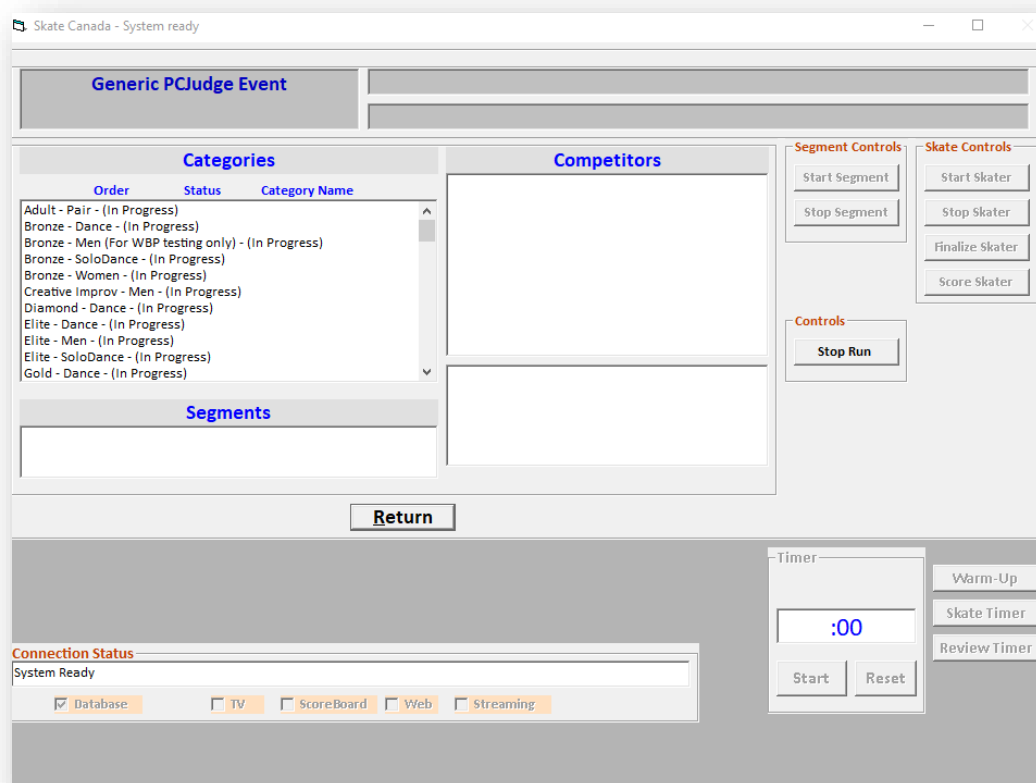 Skate Canada - System ready
Generic PCJudge Event
Categories
Order Status Category Name
Adult - Pair - (In Progress)
Bronze - Dance - (In Progress)
Bronze - Men (For WBP testing only) - (In Progress)
Bronze - SoloDance - (In Progress)
Bronze - Women - (In Progress)
Creative Improv - Men - (In Progress)
Diamond - Dance - (In Progress)
Elite - Dance - (In Progress)
Elite - Men - (In Progress)
Elite - SoloDance - (In Progress)
Gold - Dance - (In Progress)
Segments
Competitors
Segment Controls
Start Segment
Stop Segment
Skate Controls
Start Skater
Stop Skater
Finalize Skater
Score Skater
Controls
Stop Run
Return
Timer
:00
Start Reset
Warm-Up
Skate Timer
Review Timer
Connection Status
System Ready
Database TV ScoreBoard Web Streaming